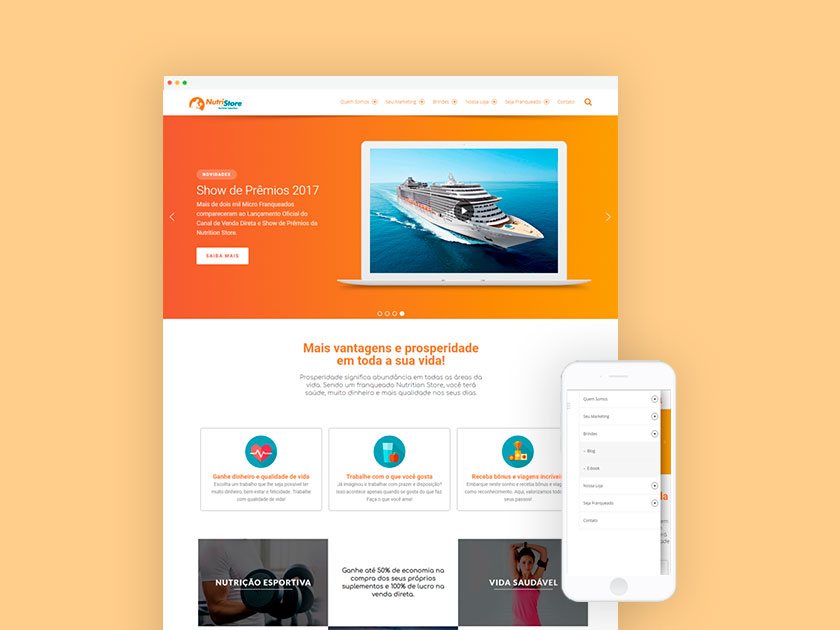 NutriStore
Quem Somos Seu Marketing Brindes Nossa Loja Seja Franqueado Contato
NOVIDADES
Show de Prêmios 2017
Mais de dois mil Micro Franqueados
compareceram ao Lançamento Oficial do
Canal de Venda Direta e Show de Prêmios da
Nutrition Store.
SAIBA MAIS
Mais vantagens e prosperidade
em toda a sua vida!
Prosperidade significa abundância em todas as áreas da
vida. Sendo um franqueado Nutrition Store, você terá
saúde, muito dinheiro e mais qualidade nos seus dias.
Ganhe dinheiro e qualidade de vida
Escolha um trabalho que lhe seja possível ter
muito dinheiro, bem estar e felicidade. Trabalhe
com qualidade de vida!
Trabalhe com o que você gosta
Já imaginou ir trabalhar com prazer e disposição?
Isso acontece apenas quando se gosta do que faz.
Faça o que você ama!
Receba bônus e viagens incríveis
Embarque neste sonho e receba bônus e viag
como reconhecimento. Aqui, valorizamos todo
seus passos!
NUTRIÇÃO ESPORTIVA
Ganhe até 50% de economia na
compra dos seus próprios
suplementos e 100% de lucro na
venda direta.
VIDA SAUDÁVEL
Quem Somos
Seu Marketing
Brindes
– Blog
– E-book
Nossa Loja
Seja Franqueado
Contato